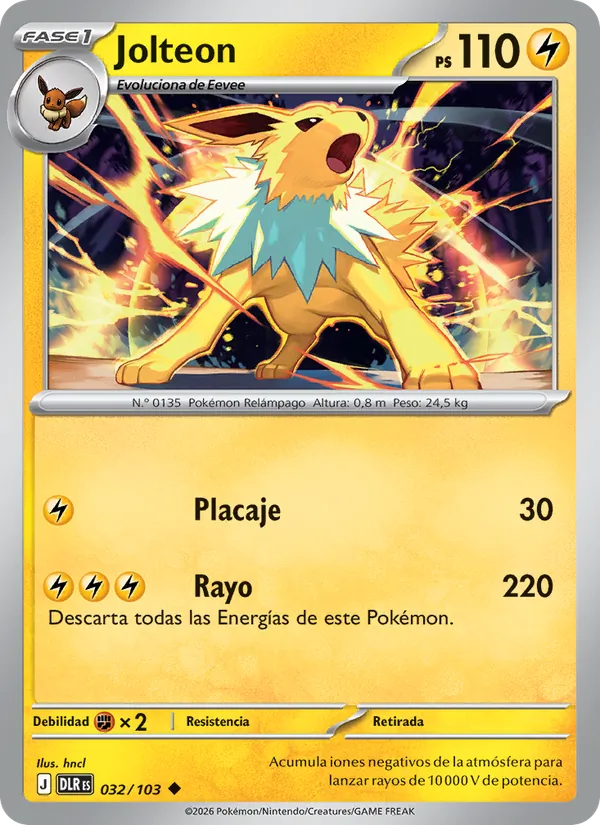 FASE 1
Jolteon
PS 110
Evoluciona de Eevee
N.º 0135 Pokémon Relámpago Altura: 0,8 m Peso: 24,5 kg
Placaje 30
Rayo 220
Descarta todas las Energías de este Pokémon.
Debilidad ×2 Resistencia Retirada
Ilus. hncl
Acumula iones negativos de la atmósfera para
lanzar rayos de 10 000 V de potencia.
J DLR ES 032/103
©2026 Pokémon/Nintendo/Creatures/GAME FREAK